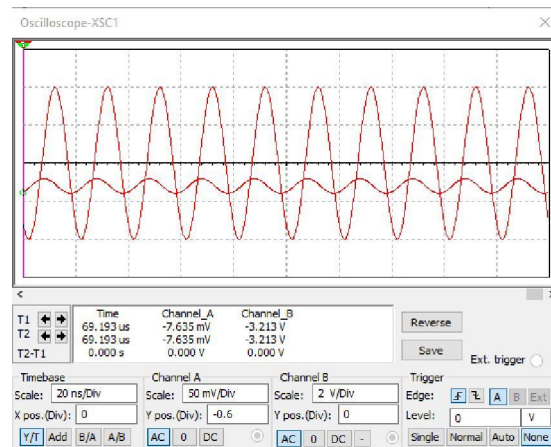 Oscilloscope-XSC1
T1
T2
T2-T1
Time Channel_A Channel_B
69.193 us -7.635 mV -3.213 V
69.193 us -7.635 mV -3.213 V
0.000 s 0.000 V 0.000 V
Reverse
Save
Ext. trigger
Timebase
Scale: 20 ns/Div
X pos.(Div): 0
Y/T Add B/A A/B
Channel A
Scale: 50 mV/Div
Y pos.(Div): -0.6
AC 0 DC
Channel B
Scale: 2 V/Div
Y pos.(Div): 0
AC 0 DC -
Trigger
Edge: A B Ext
Level: 0 V
Single Normal Auto None